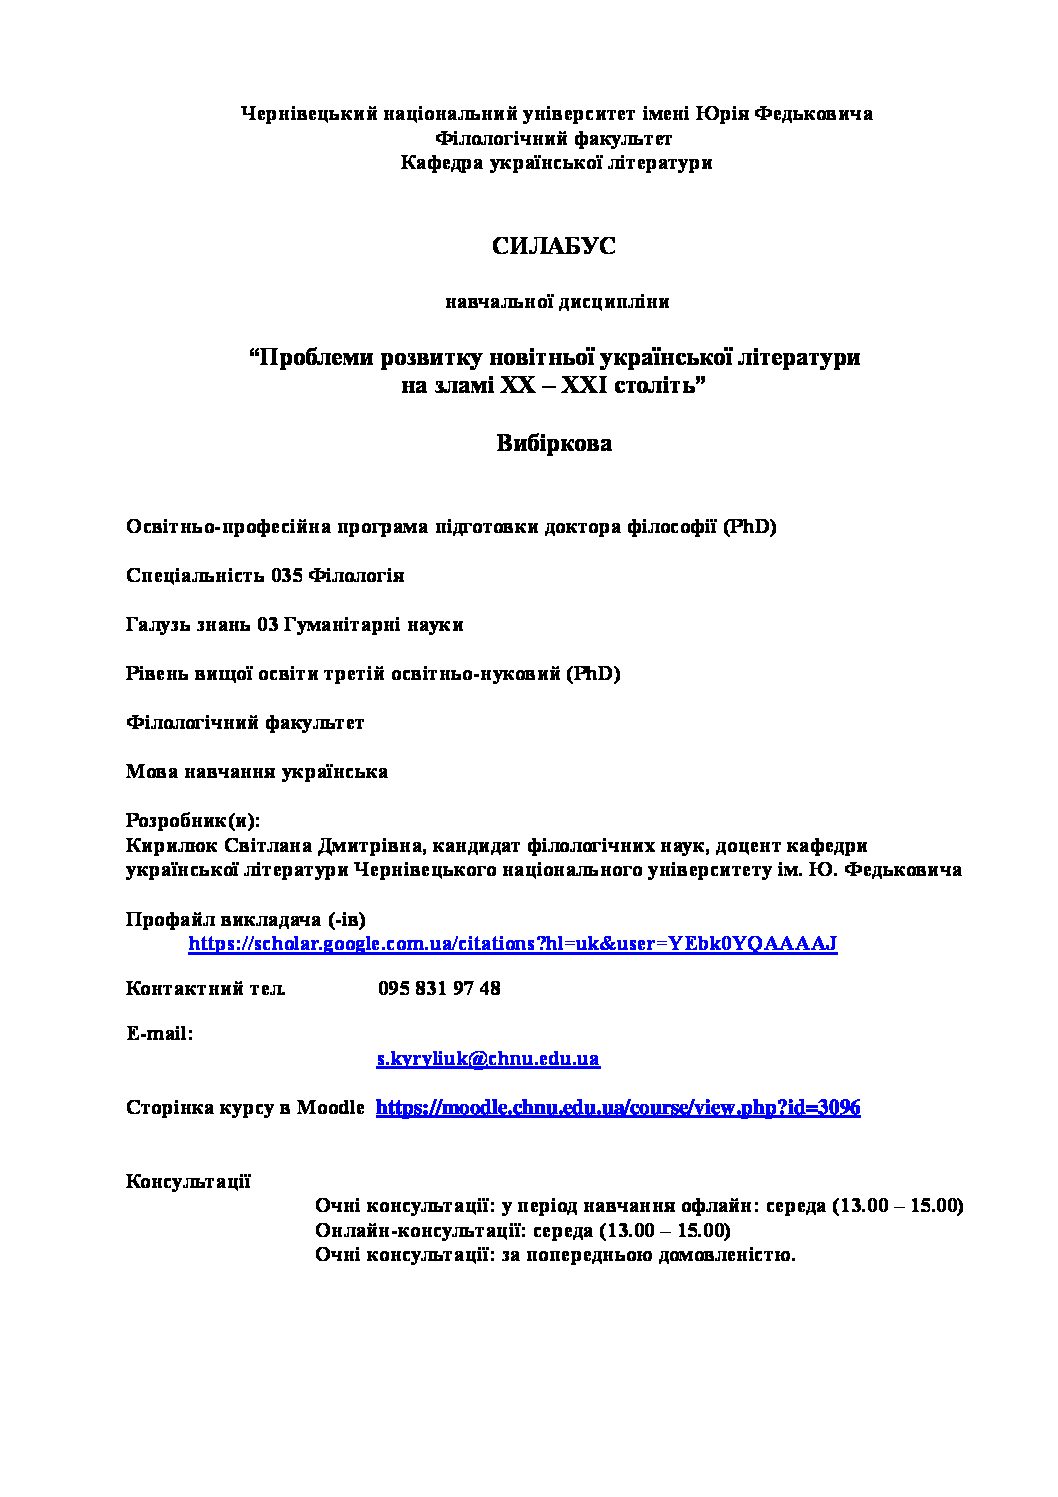 Чернівецький національний університет імені Юрія Федьковича
Філологічний факультет
Кафедра української літератури
СИЛАБУС
навчальної дисципліни
“Проблеми розвитку новітньої української літератури
на зламі ХХ – ХХІ століть”
Вибіркова
Освітньо-професійна програма підготовки доктора філософії (PhD)
Спеціальність 035 Філологія
Галузь знань 03 Гуманітарні науки
Рівень вищої освіти третій освітньо-нуковий (PhD)
Філологічний факультет
Мова навчання українська
Розробник(и):
Кирилюк Світлана Дмитрівна, кандидат філологічних наук, доцент кафедри
української літератури Чернівецького національного університету ім. Ю. Федьковича
Профайл викладача (-ів)
https://scholar.google.com.ua/citations?hl=uk&user=YEbk0YQAAAAJ
Контактний тел. 095 831 97 48
E-mail:
s.kyryliuk@chnu.edu.ua
Сторінка курсу в Moodle https://moodle.chnu.edu.ua/course/view.php?id=3096
Консультації
Очні консультації: у період навчання офлайн: середа (13.00 – 15.00)
Онлайн-консультації: середа (13.00 – 15.00)
Очні консультації: за попередньою домовленістю.